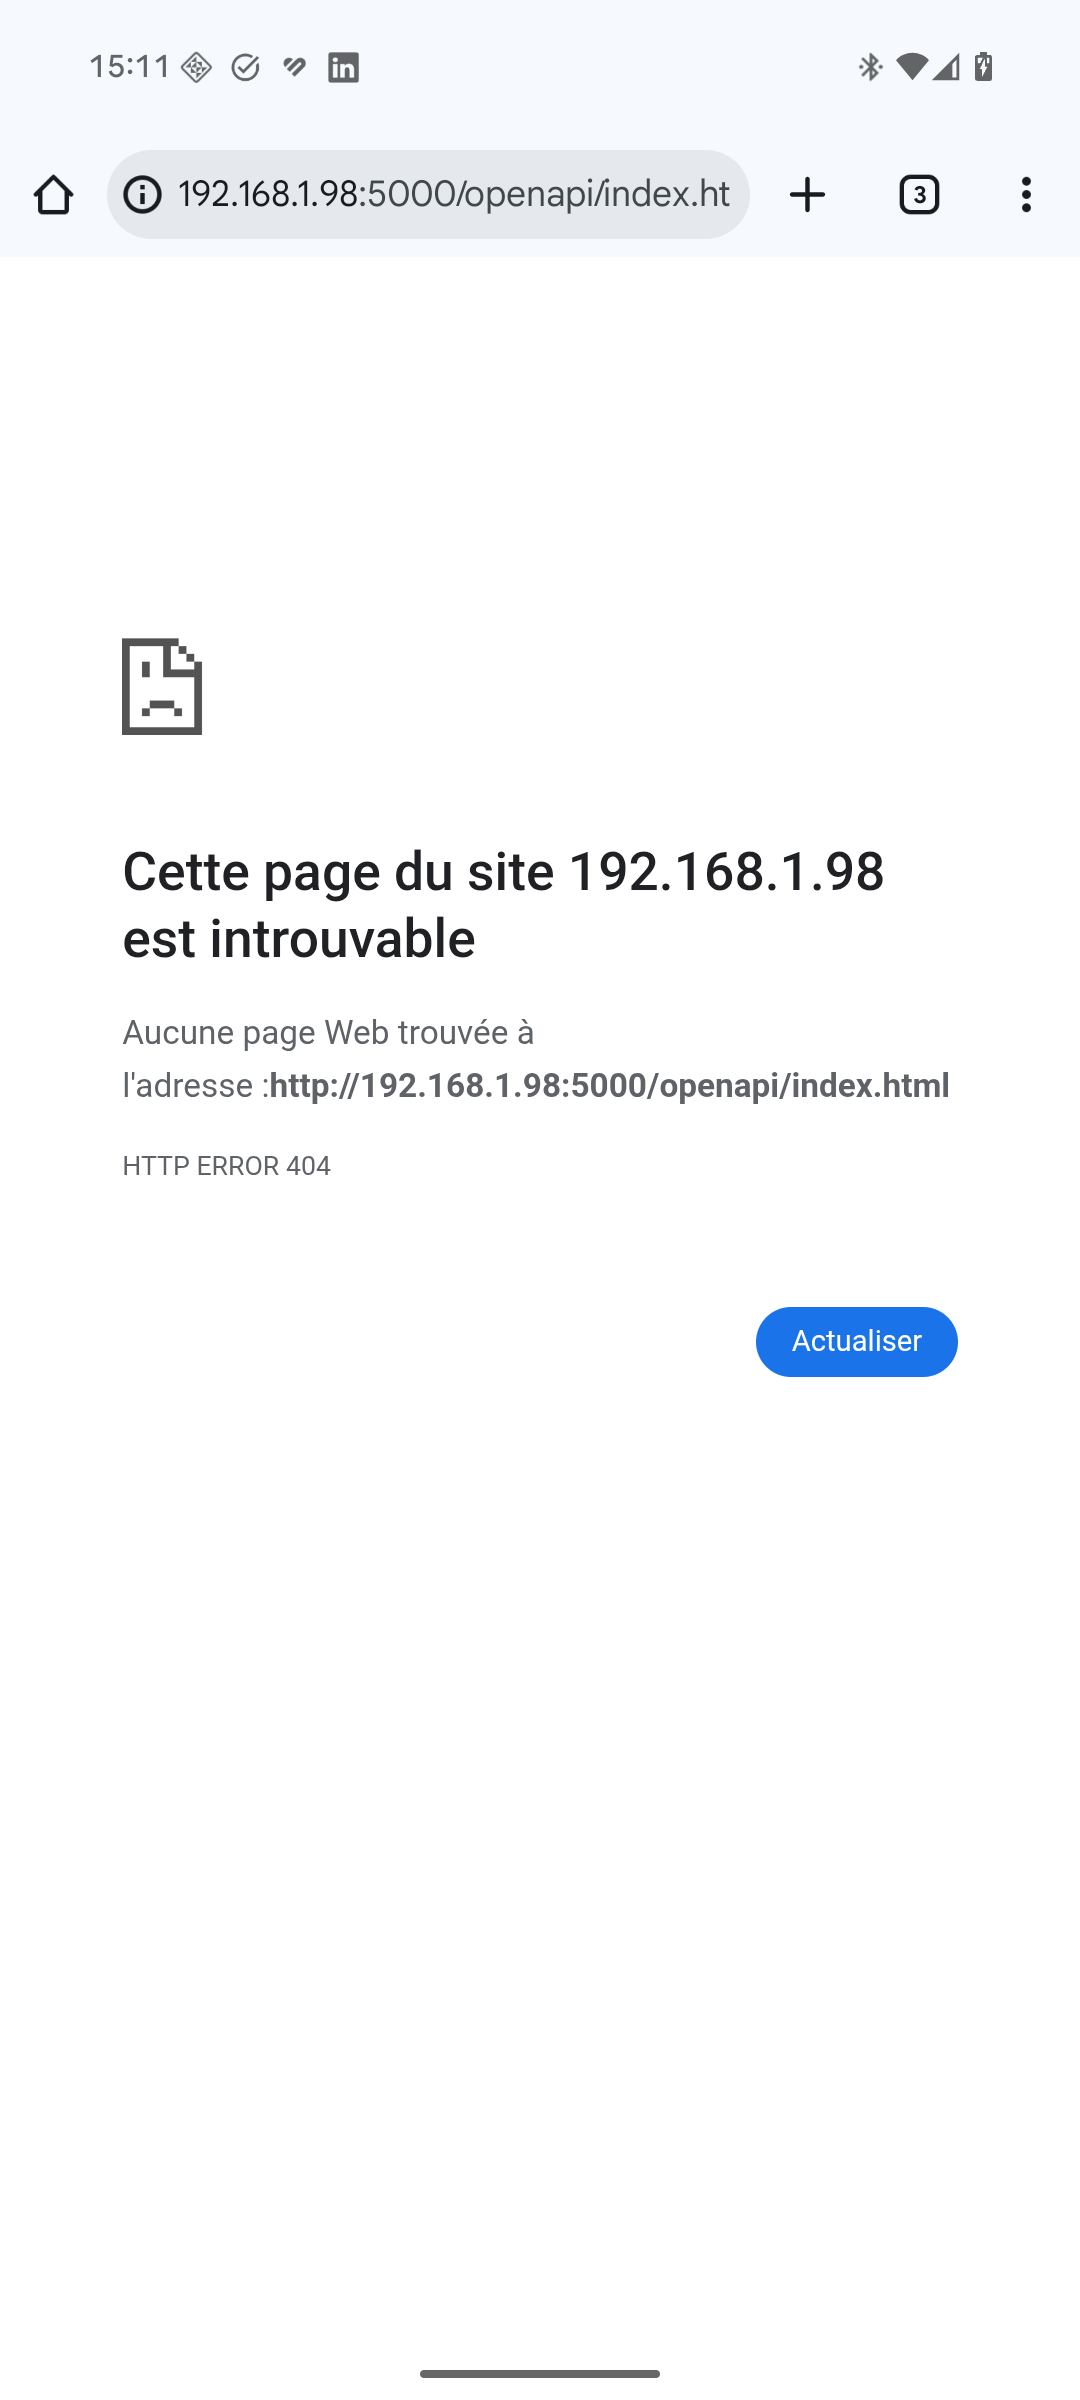 15:11
192.168.1.98:5000/openapi/index.ht
3
Cette page du site 192.168.1.98
est introuvable
Aucune page Web trouvée à
l'adresse :http://192.168.1.98:5000/openapi/index.html
HTTP ERROR 404
Actualiser